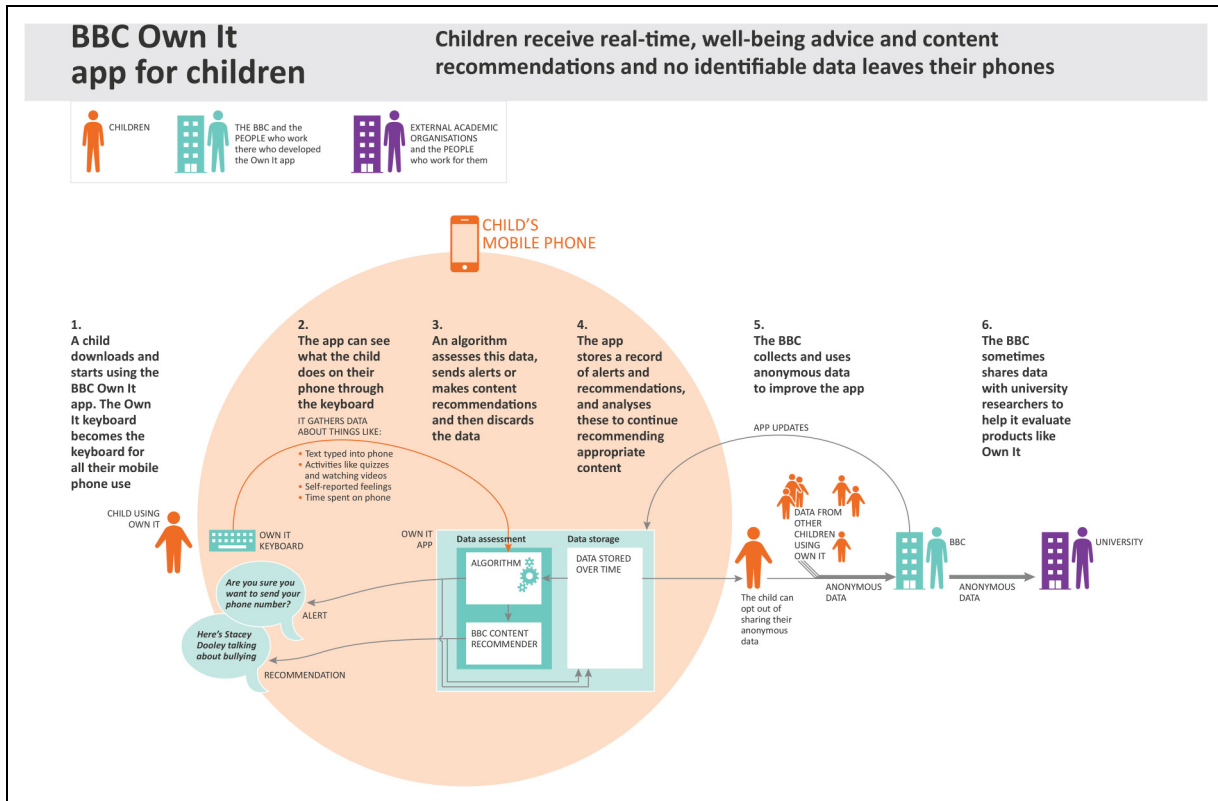 BBC Own It
app for children
Children receive real-time, well-being advice and content
recommendations and no identifiable data leaves their phones
CHILDREN
THE BBC and the
PEOPLE who work
there who developed
the Own It app
EXTERNAL ACADEMIC
ORGANISATIONS
and the PEOPLE
who work for them
CHILD'S
MOBILE PHONE
1.
A child
downloads and
starts using the
BBC Own It
app. The Own
It keyboard
becomes the
keyboard for
all their mobile
phone use
2.
The app can see
what the child
does on their
phone through
the keyboard
IT GATHERS DATA
ABOUT THINGS LIKE:
• Text typed into phone
• Activities like quizzes
and watching videos
• Self-reported feelings
• Time spent on phone
3.
An algorithm
assesses this data,
sends alerts or
makes content
recommendations
and then discards
the data
4.
The app
stores a record
of alerts and
recommendations,
and analyses
these to continue
recommending
appropriate
content
5.
The BBC
collects and uses
anonymous data
to improve the app
6.
The BBC
sometimes
shares data
with university
researchers to
help it evaluate
products like
Own It
APP UPDATES
CHILD USING
OWN IT
OWN IT
KEYBOARD
OWN IT
APP
Data assessment
ALGORITHM
BBC CONTENT
RECOMMENDER
Data storage
DATA STORED
OVER TIME
Are you sure you
want to send your
phone number?
ALERT
Here's Stacey
Dooley talking
about bullying
RECOMMENDATION
The child can
opt out of
sharing their
anonymous
data
DATA FROM
OTHER
CHILDREN
USING
OWN IT
ANONYMOUS
DATA
BBC
ANONYMOUS
DATA
UNIVERSITY